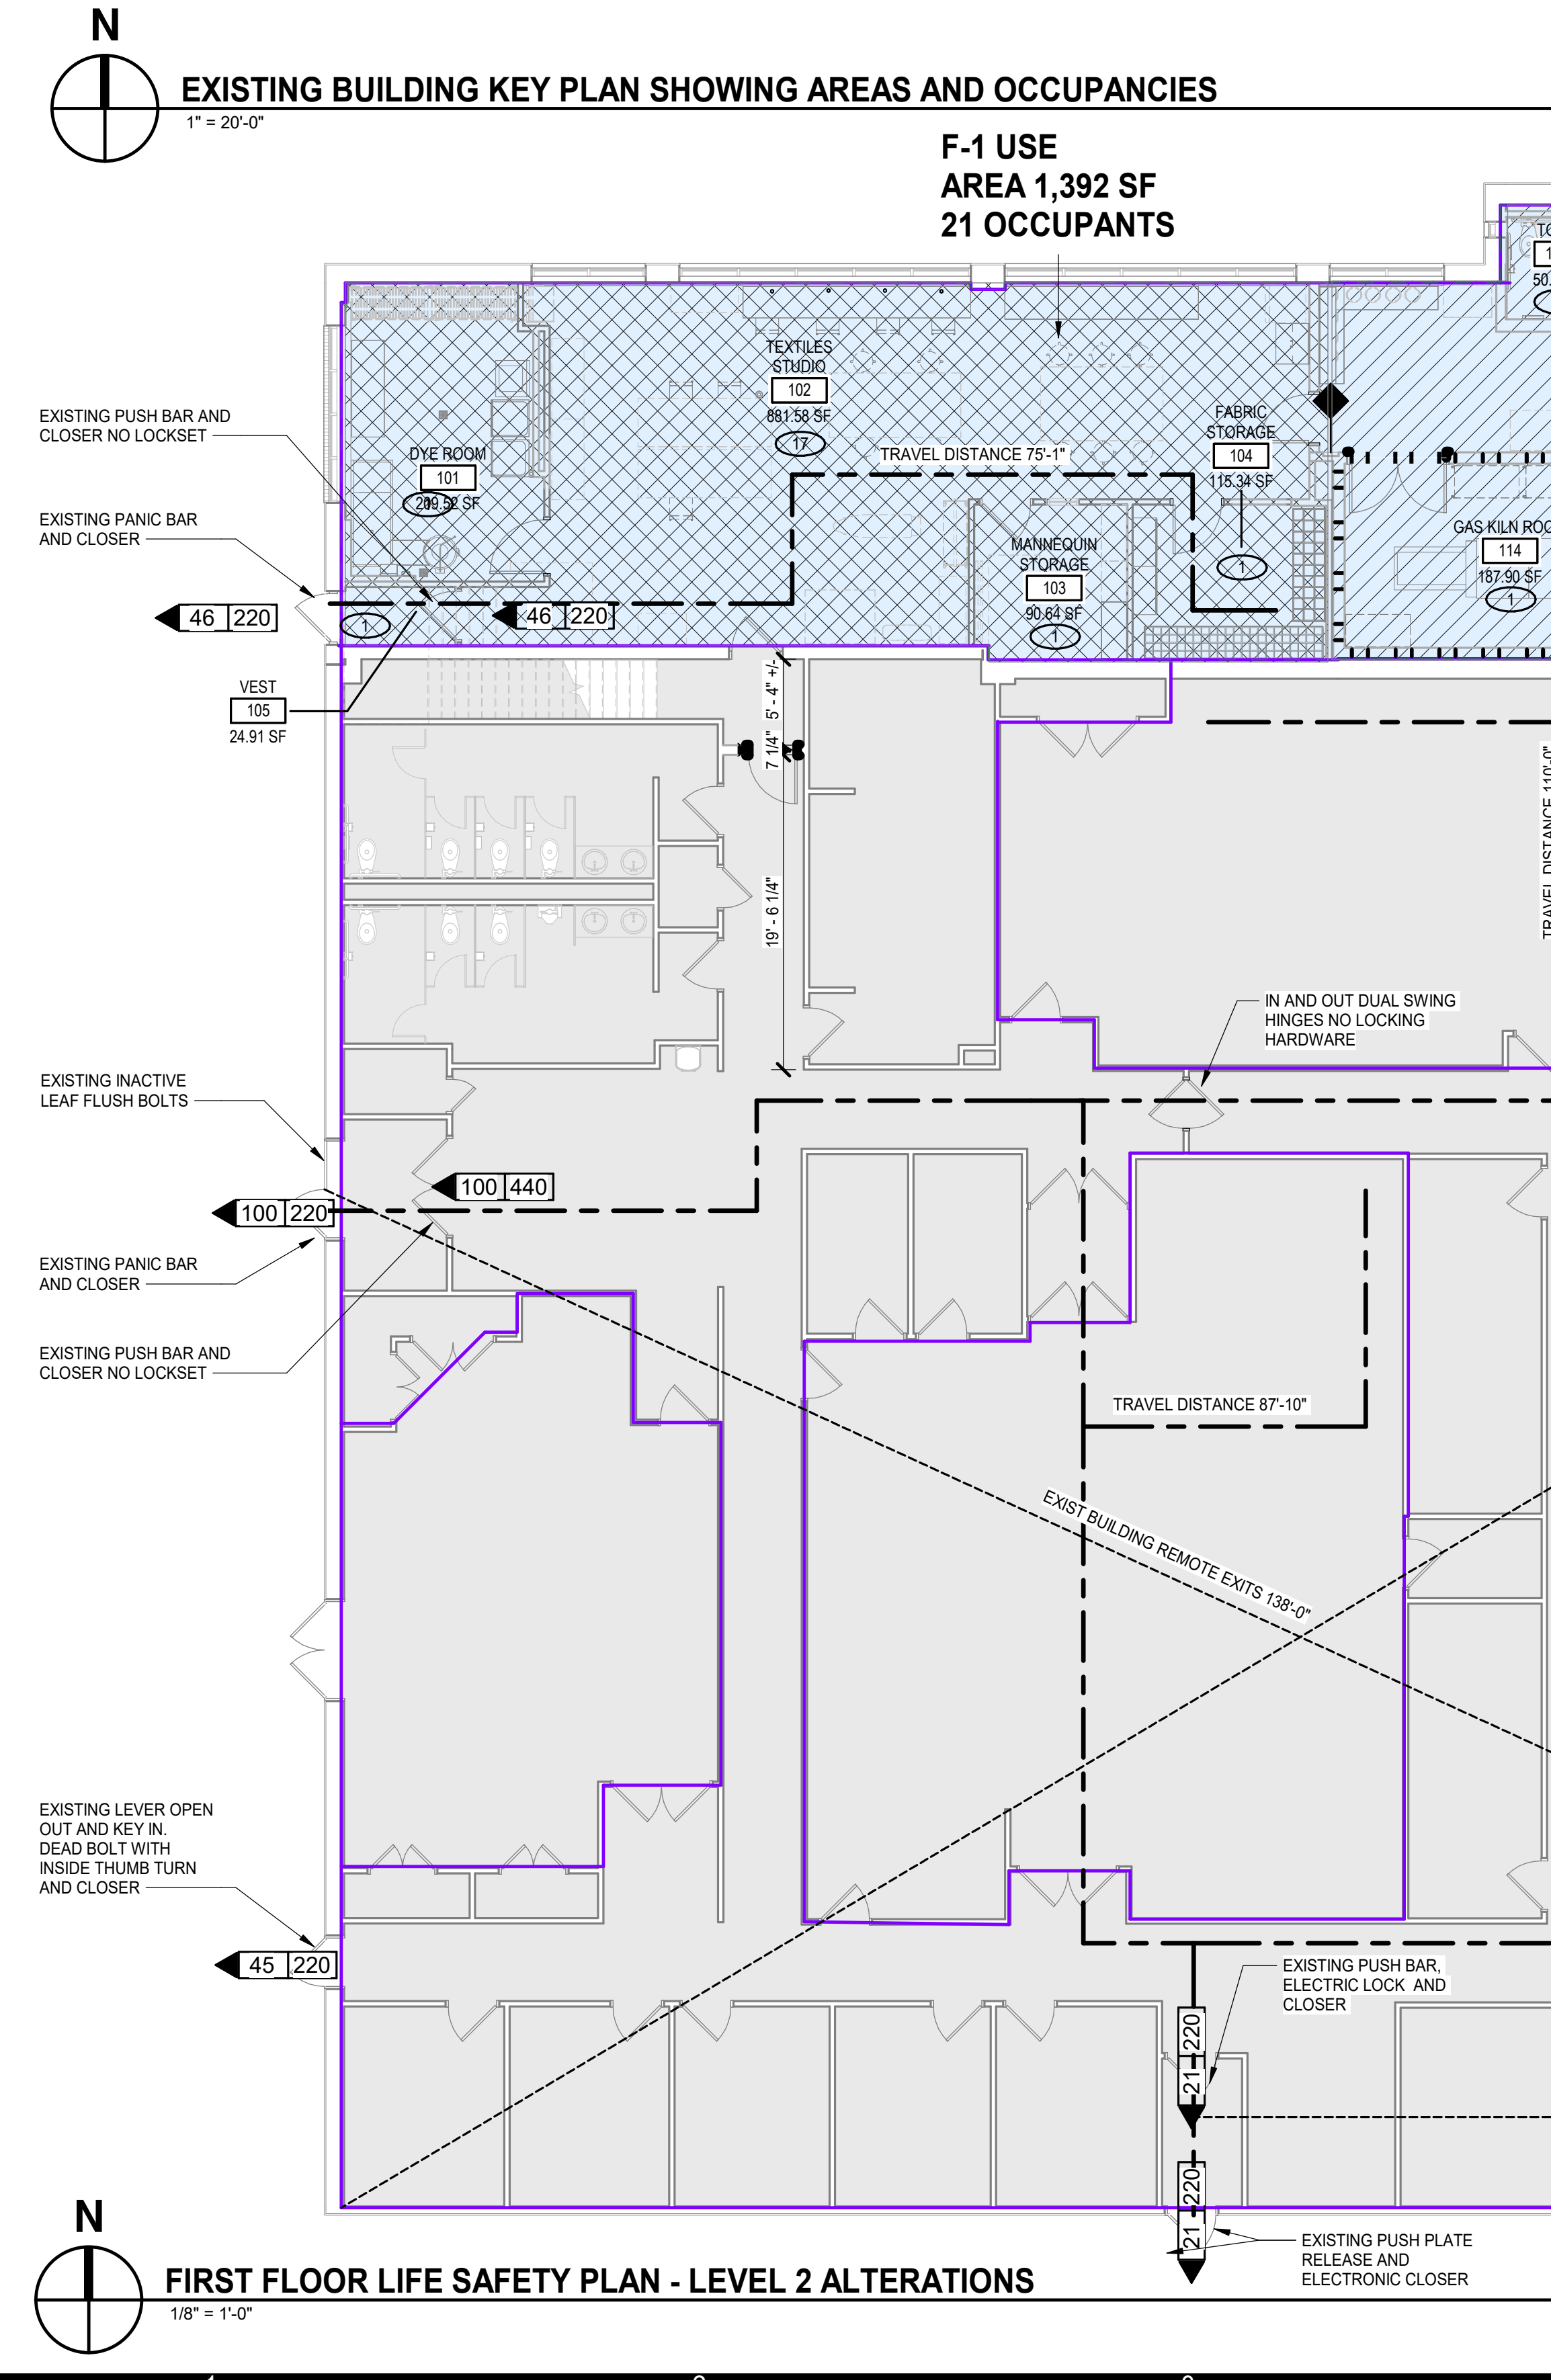 N
EXISTING BUILDING KEY PLAN SHOWING AREAS AND OCCUPANCIES
1" = 20'-0"
F-1 USE
AREA 1,392 SF
21 OCCUPANTS
TEXTILES
STUDIO
102
881.58 SF
17
EXISTING PUSH BAR AND
CLOSER NO LOCKSET
DYE ROOM
101
SF
TRAVEL DISTANCE 75'-1"
FABRIC
STORAGE
104
115.34 SF
1
EXISTING PANIC BAR
AND CLOSER
MANNEQUIN
STORAGE
103
90.64 SF
1
GAS KILN
114
187.90 SF
1
46 220
1
46 220
VEST
105
24.91 SF
5' - 4" +/-
7 1/4"
19' - 6 1/4"
TRAVEL DISTANCE 110'-0"
IN AND OUT DUAL SWING
HINGES NO LOCKING
HARDWARE
EXISTING INACTIVE
LEAF FLUSH BOLTS
100 440
100 220
EXISTING PANIC BAR
AND CLOSER
EXISTING PUSH BAR AND
CLOSER NO LOCKSET
TRAVEL DISTANCE 87'-10"
EXIST BUILDING REMOTE EXITS 138'-0"
EXISTING LEVER OPEN
OUT AND KEY IN.
DEAD BOLT WITH
INSIDE THUMB TURN
AND CLOSER
45 220
EXISTING PUSH BAR,
ELECTRIC LOCK AND
CLOSER
21 220
21 220
EXISTING PUSH PLATE
RELEASE AND
ELECTRONIC CLOSER
N
FIRST FLOOR LIFE SAFETY PLAN - LEVEL 2 ALTERATIONS
1/8" = 1'-0"